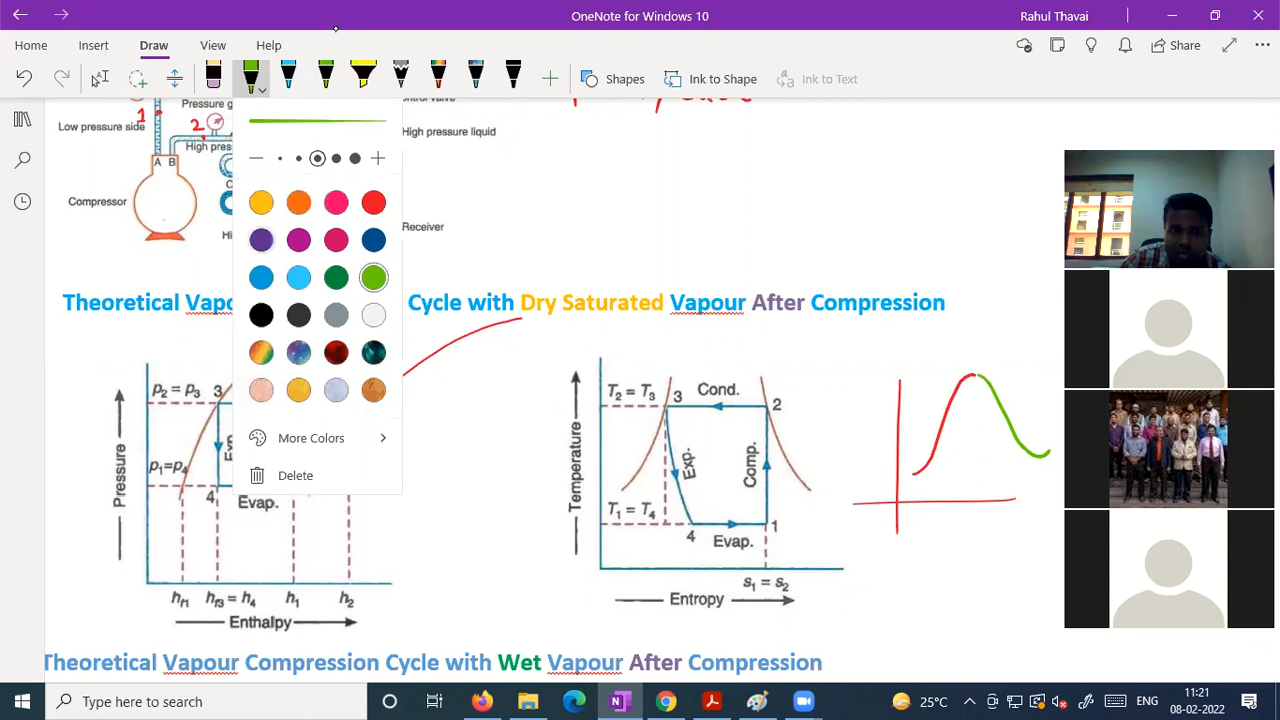 OneNote for Windows 10
Rahul Thavai
Home Insert Draw View Help
Share
Shapes
Ink to Shape
Ink to Text
1
2
Low pressure side
A B
Compressor
High pressure liquid
Receiver
More Colors
Delete
Theoretical Cycle with Dry Saturated Vapour After Compression
Pressure
p2 = p3
3
p1=p4
4
Evap.
hf1 hf3 = h4 h1 h2
Enthalpy
Temperature
T2 = T3
3
Cond.
2
Exp.
Comp.
T1 = T4
4
Evap.
1
s1 = s2
Entropy
Theoretical Vapour Compression Cycle with Wet Vapour After Compression
Type here to search
25°C
ENG
11:21
08-02-2022